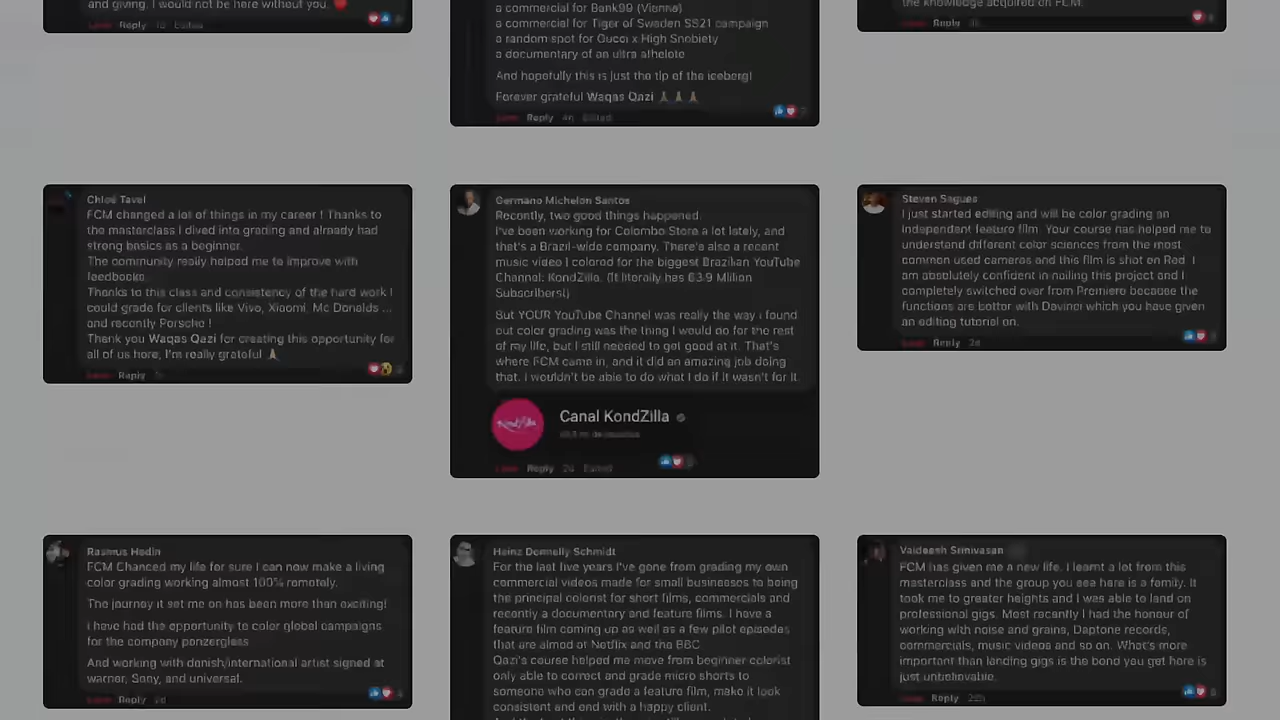 and giving. I would not be here without you.
Reply 1d Edited
a commercial for Bank99 (Vienna)
a commercial for Tiger of Sweden SS21 campaign
a random spot for Gucci x High Snobiety
a documentary of an ultra athelete
And hopefully this is just the tip of the iceberg!
Forever grateful Waqas Qazi
Reply 4h Edited
the knowledge acquired on FCM.
Reply
Chloé Tavel
FCM changed a lot of things in my career ! Thanks to
the masterclass I dived into grading and already had
strong basics as a beginner.
The community really helped me to improve with
feedbacks.
Thanks to this class and consistency of the hard work I
could grade for clients like Vivo, Xiaomi, Mc Donalds ...
and recently Porsche !
Thank you Waqas Qazi for creating this opportunity for
all of us here, I'm really grateful
Reply
Germano Michelon Santos
Recently, two good things happened.
I've been working for Colombo Store a lot lately, and
that's a Brazil-wide company. There's also a recent
music video I colored for the biggest Brazilian YouTube
Channel: KondZilla. (It literally has 63.9 Million
Subscribers!)
But YOUR YouTube Channel was really the way i found
out color grading was the thing I would do for the rest
of my life, but I still needed to get good at it. That's
where FCM came in, and it did an amazing job doing
that. I wouldn't be able to do what I do if it wasn't for it.
Canal KondZilla
Reply 2d Edited
Steven Segues
I just started editing and will be color grading an
independent feature film. Your course has helped me to
understand different color sciences from the most
common used cameras and this film is shot on Red. I
am absolutely confident in nailing this project and I
completely switched over from Premiere because the
functions are better with Davinci which you have given
an editing tutorial on.
Reply 2d
Rasmus Hedin
FCM Chanced my life for sure I can now make a living
color grading working almost 100% remotely.
The journey it set me on has been more than exciting!
i have had the opportunity to color global campaigns
for the company panzerglass
And working with danish/international artist signed at
warner, Sony, and universal.
Reply 2d
Heinz Donnelly Schmidt
For the last five years I've gone from grading my own
commercial videos made for small businesses to being
the principal colorist for short films, commercials and
recently a documentary and feature films. I have a
feature film coming up as well as a few pilot episodes
that are aimed at Netflix and the BBC
Qazi's course helped me move from beginner colorist
only able to correct and grade micro shorts to
someone who can grade a feature film, make it look
consistent and end with a happy client.
Vaideesh Srinivasan
FCM has given me a new life. I learnt a lot from this
masterclass and the group you see here is a family. It
took me to greater heights and I was able to land on
professional gigs. Most recently I had the honour of
working with noise and grains, Daptone records,
commercials, music videos and so on. What's more
important than landing gigs is the bond you get here is
just unbelievable.
Reply 22h